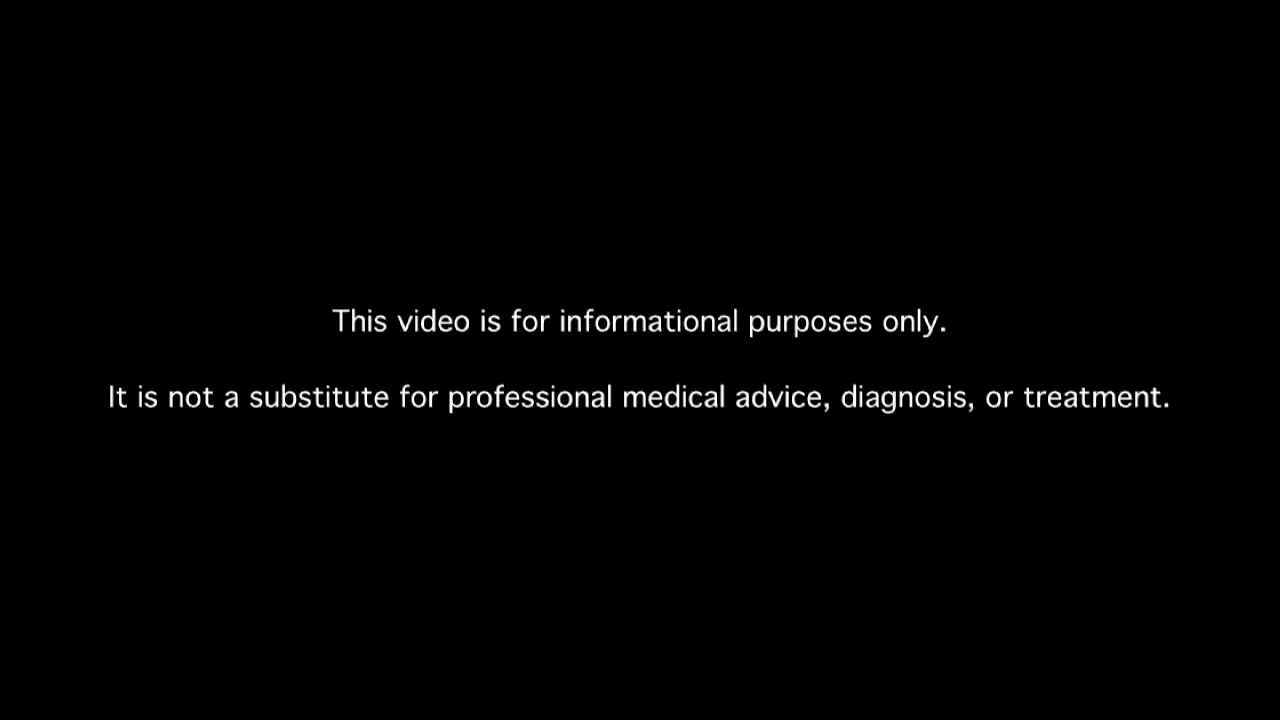 This video is for informational purposes only.
It is not a substitute for professional medical advice, diagnosis, or treatment.